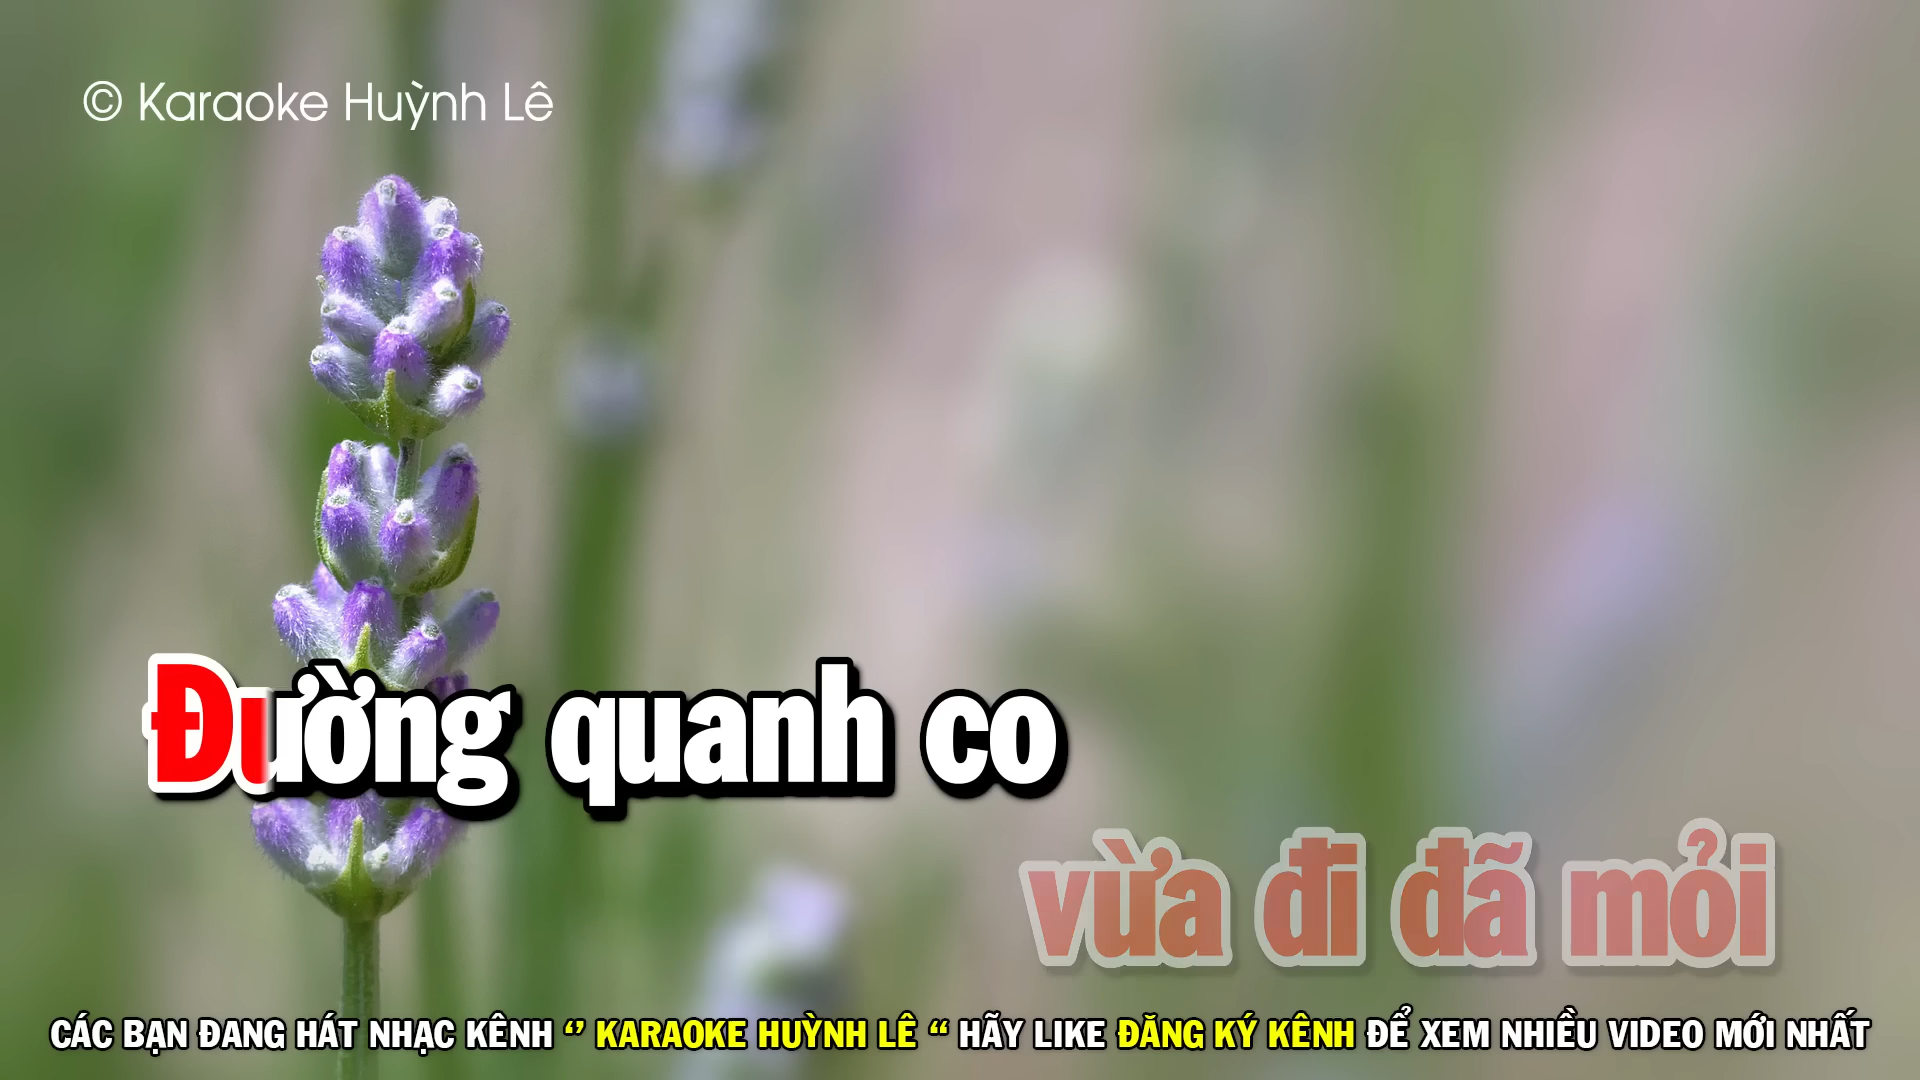 © Karaoke Huỳnh Lê
Đường quanh co
vừa đi đã mỏi
CÁC BẠN ĐANG HÁT NHẠC KÊNH ‘’ KARAOKE HUỲNH LÊ “ HÃY LIKE ĐĂNG KÝ KÊNH ĐỂ XEM NHIỀU VIDEO MỚI NHẤT